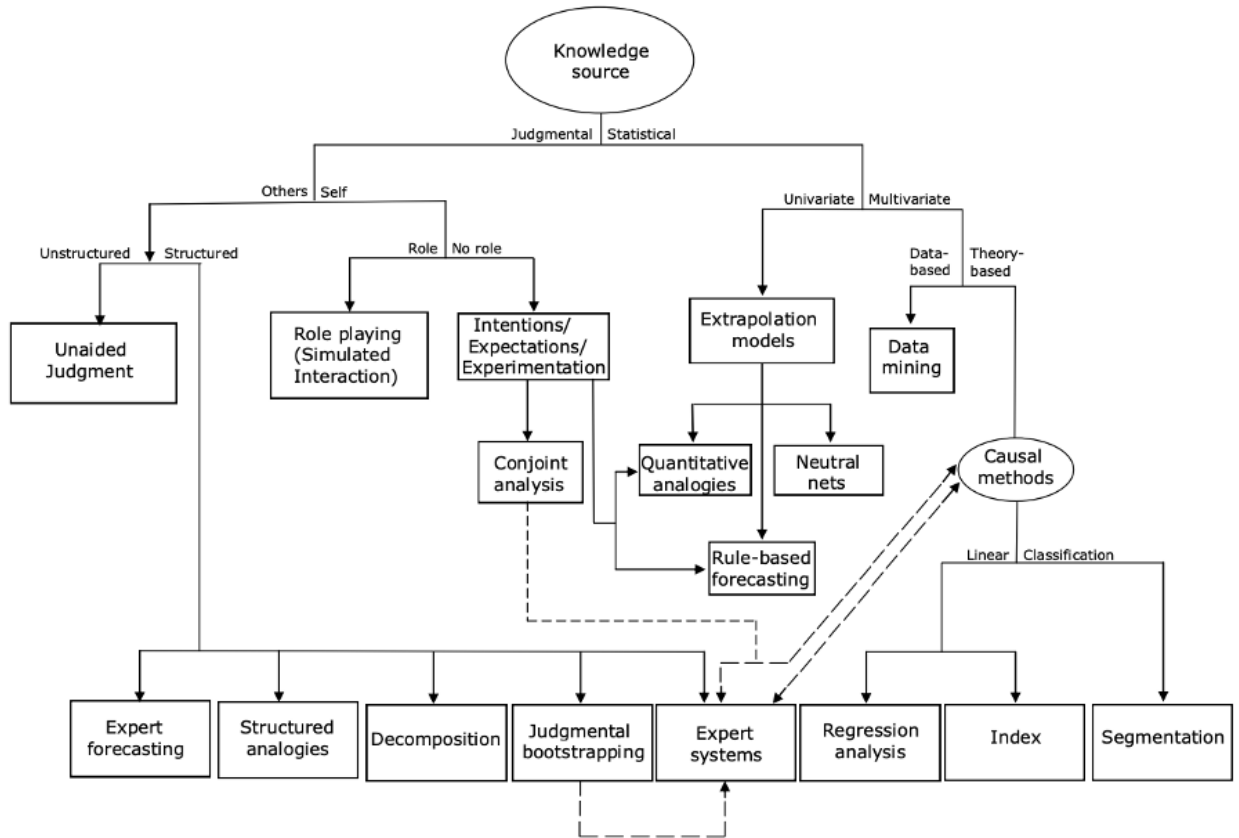 Knowledge
source
Judgmental Statistical
Others Self
Univariate Multivariate
Unstructured Structured
Role No role
Data-
based
Theory-
based
Unaided
Judgment
Role playing
(Simulated
Interaction)
Intentions/
Expectations/
Experimentation
Extrapolation
models
Data
mining
Conjoint
analysis
Quantitative
analogies
Neutral
nets
Causal
methods
Rule-based
forecasting
Linear Classification
Expert
forecasting
Structured
analogies
Decomposition
Judgmental
bootstrapping
Expert
systems
Regression
analysis
Index
Segmentation